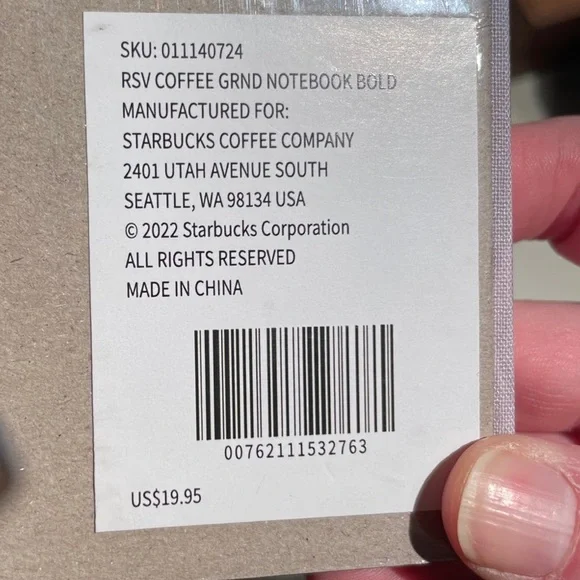 SKU: 011140724
RSV COFFEE GRND NOTEBOOK BOLD
MANUFACTURED FOR:
STARBUCKS COFFEE COMPANY
2401 UTAH AVENUE SOUTH
SEATTLE, WA 98134 USA
© 2022 Starbucks Corporation
ALL RIGHTS RESERVED
MADE IN CHINA
00762111532763
US$19.95